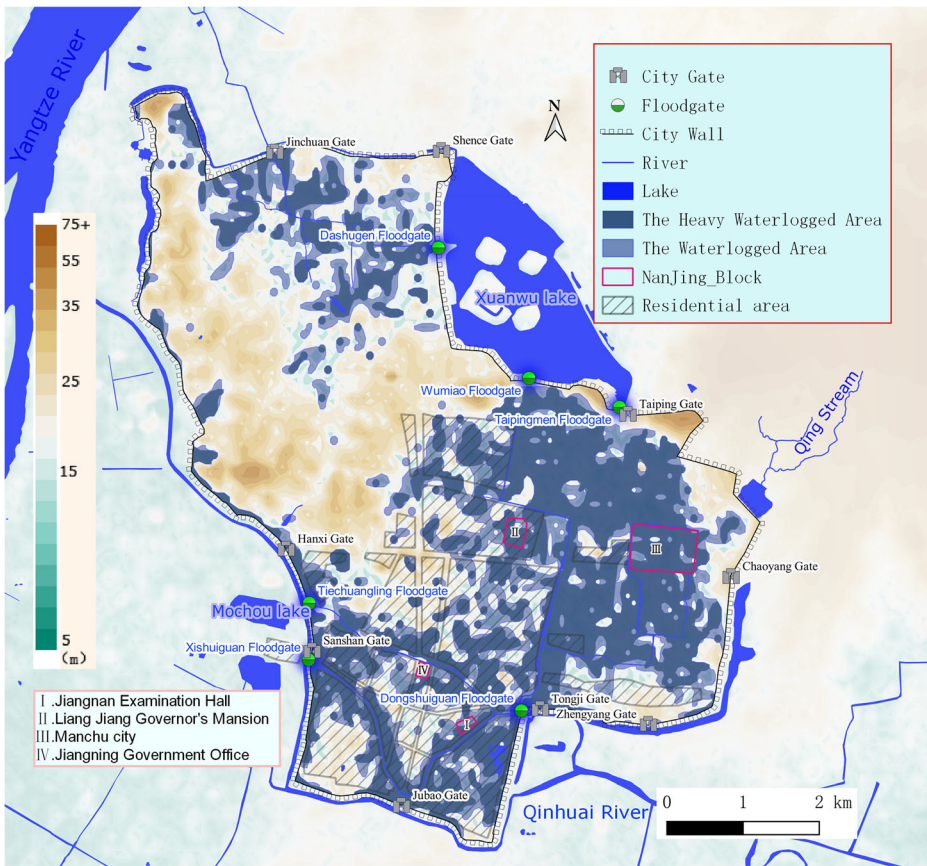 Yangtze River
N
City Gate
Floodgate
City Wall
River
Lake
The Heavy Waterlogged Area
The Waterlogged Area
NanJing_Block
Residential area
Jinchuan Gate
Shence Gate
Dashugen Floodgate
Xuanwu lake
75+
55
35
25
15
5
(m)
Wumiao Floodgate
Taipingmen Floodgate
Taiping Gate
Qing Stream
II
III
Hanxi Gate
Chaoyang Gate
Tiechuangling Floodgate
Mochou lake
Sanshan Gate
Xishuiguan Floodgate
IV
Dongshuiguan Floodgate
Tongji Gate
Zhengyang Gate
I
I .Jiangnan Examination Hall
II .Liang Jiang Governor's Mansion
III.Manchu city
IV.Jiangning Government Office
Jubao Gate
Qinhuai River
0 1 2 km